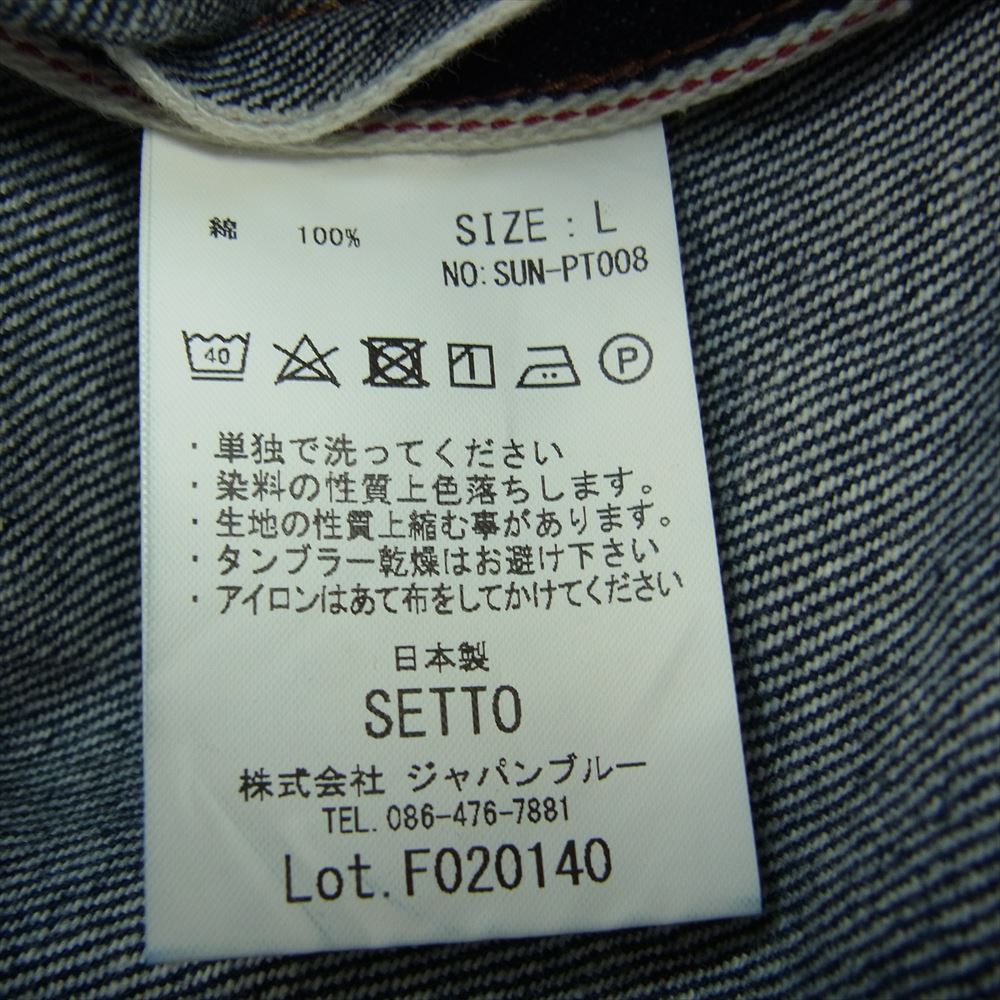 綿 100% SIZE : L
NO:SUN-PT008
40 1 P
・単独で洗ってください
・染料の性質上色落ちします。
・生地の性質上縮む事があります。
・タンブラー乾燥はお避け下さい
・アイロンはあて布をしてかけてください
日本製
SETTO
株式会社 ジャパンブルー
TEL. 086-476-7881
Lot. F020140